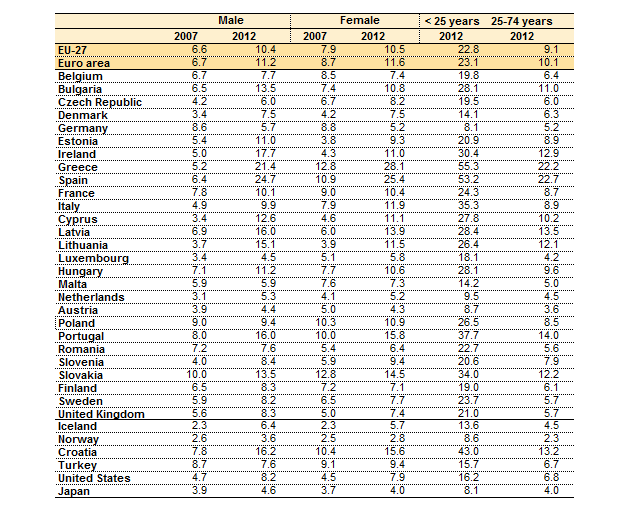 Male Female < 25 years 25-74 years
2007 2012 2007 2012 2012 2012
EU-27 6.6 10.4 7.9 10.5 22.8 9.1
Euro area 6.7 11.2 8.7 11.6 23.1 10.1
Belgium 6.7 7.7 8.5 7.4 19.8 6.4
Bulgaria 6.5 13.5 7.4 10.8 28.1 11.0
Czech Republic 4.2 6.0 6.7 8.2 19.5 6.0
Denmark 3.4 7.5 4.2 7.5 14.1 6.3
Germany 8.6 5.7 8.8 5.2 8.1 5.2
Estonia 5.4 11.0 3.8 9.3 20.9 8.9
Ireland 5.0 17.7 4.3 11.0 30.4 12.9
Greece 5.2 21.4 12.8 28.1 55.3 22.2
Spain 6.4 24.7 10.9 25.4 53.2 22.7
France 7.8 10.1 9.0 10.4 24.3 8.7
Italy 4.9 9.9 7.9 11.9 35.3 8.9
Cyprus 3.4 12.6 4.6 11.1 27.8 10.2
Latvia 6.9 16.4 6.0 13.9 28.4 13.5
Lithuania 3.7 15.1 3.9 11.5 26.4 12.1
Luxembourg 3.4 4.5 5.1 5.8 18.1 4.2
Hungary 7.1 11.2 7.7 10.6 28.1 9.6
Malta 5.9 5.9 7.6 7.3 14.2 5.0
Netherlands 3.1 5.3 4.1 5.2 9.5 4.5
Austria 3.9 4.4 5.0 4.3 8.7 3.6
Poland 9.0 9.4 10.3 10.9 26.5 8.5
Portugal 8.0 16.0 10.0 15.8 37.7 14.0
Romania 7.2 7.6 5.4 6.4 22.7 5.6
Slovenia 4.0 8.4 5.9 9.4 20.6 7.9
Slovakia 10.0 13.5 12.8 14.5 34.0 12.2
Finland 6.5 8.3 7.2 7.1 19.0 6.1
Sweden 5.9 8.2 6.5 7.7 23.7 5.7
United Kingdom 5.6 8.3 5.0 7.4 21.0 5.7
Iceland 2.3 6.4 2.3 5.7 13.6 4.5
Norway 2.6 3.6 2.5 2.8 8.6 2.3
Croatia 7.8 16.2 10.4 15.6 43.0 13.2
Turkey 8.7 7.6 9.1 9.4 15.7 6.7
United States 4.7 8.2 4.5 7.9 16.2 6.8
Japan 3.9 4.6 3.7 4.0 8.1 4.0